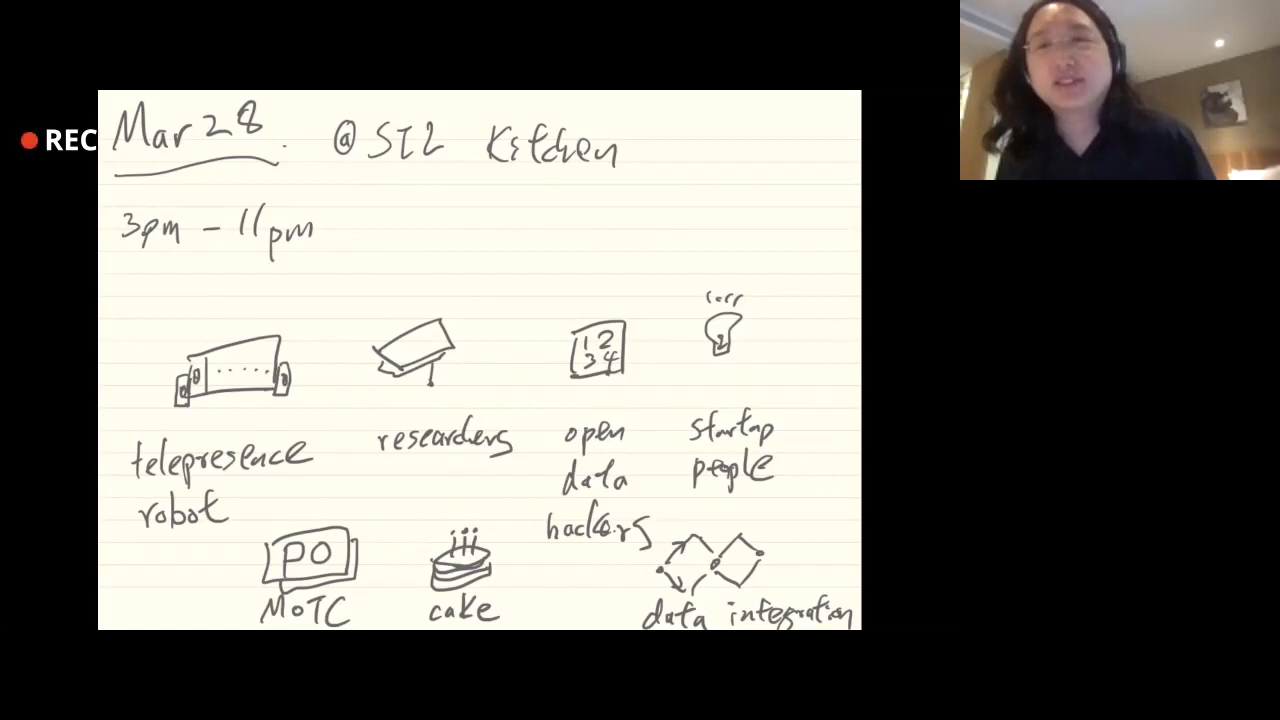 REC
Mar 28. @ SI2 Kitchen
3pm - 11pm
1 2
3 4
telepresence
robot
researchers
open
data
hackers
startup
people
PO
MoTC
cake
data integration